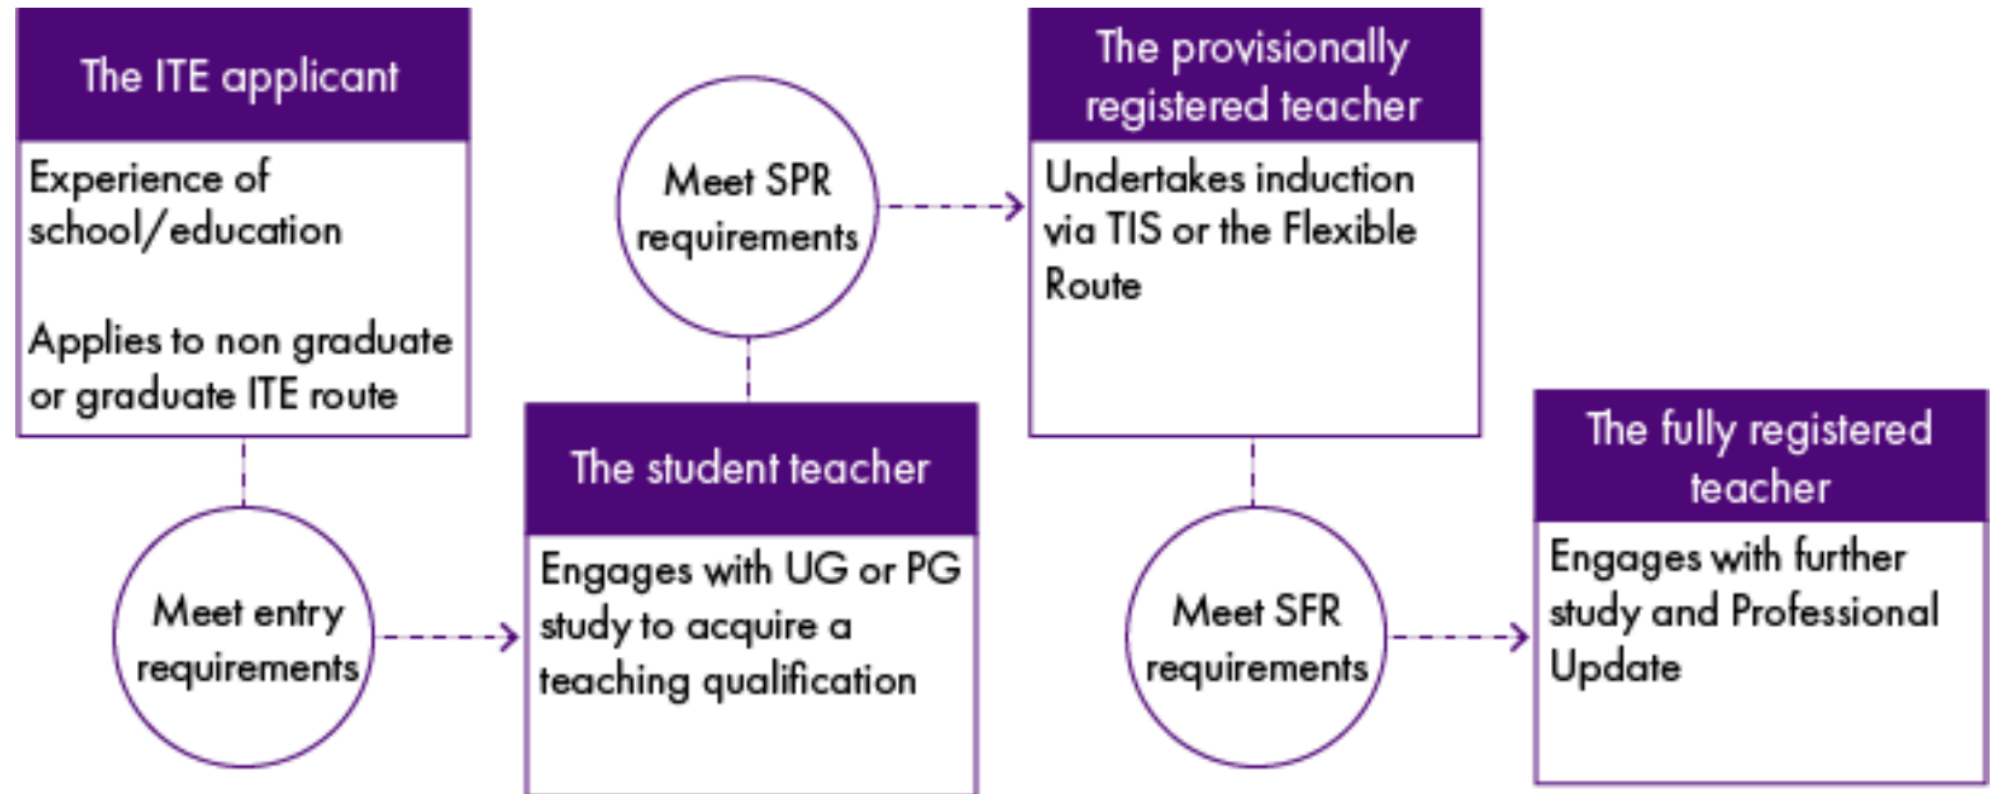 The ITE applicant
Experience of
school/education
Applies to non graduate
or graduate ITE route
Meet entry
requirements
The student teacher
Engages with UG or PG
study to acquire a
teaching qualification
Meet SPR
requirements
The provisionally
registered teacher
Undertakes induction
via TIS or the Flexible
Route
Meet SFR
requirements
The fully registered
teacher
Engages with further
study and Professional
Update